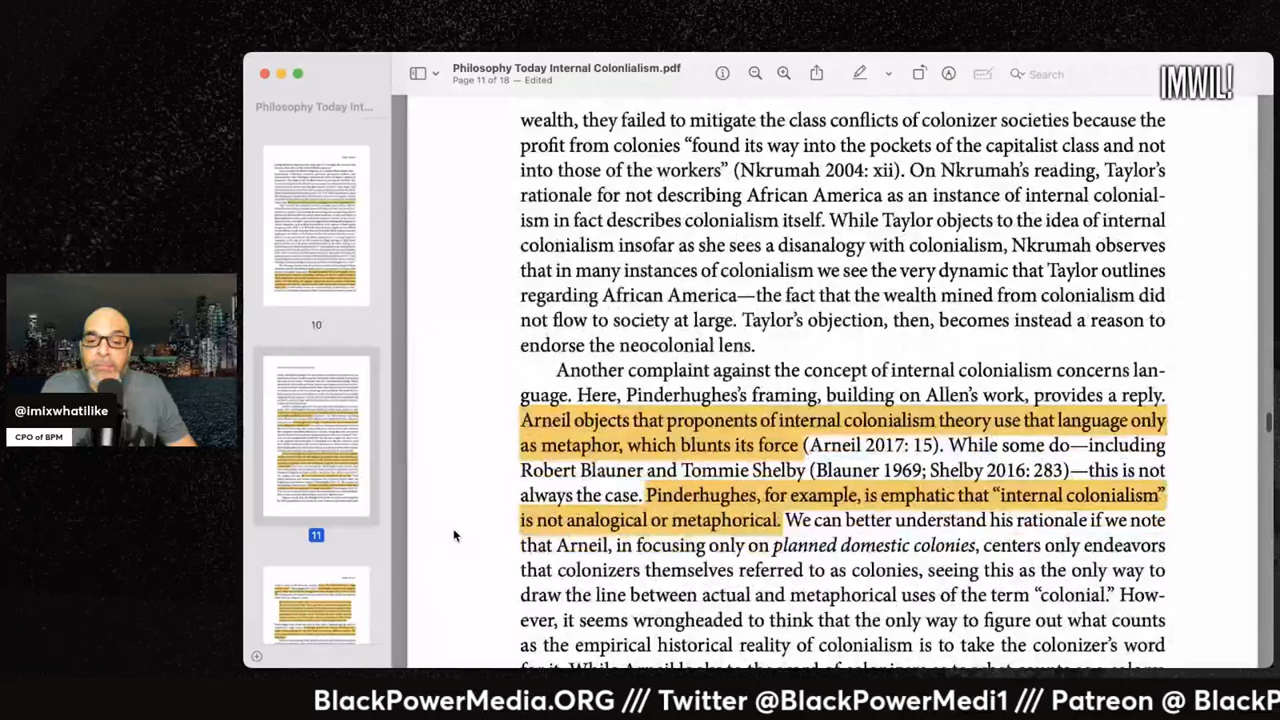 Philosophy Today Internal Colonlialism.pdf
Page 11 of 18 — Edited
Search
IMWIL!
Philosophy Today Int...
10
11
wealth, they failed to mitigate the class conflicts of colonizer societies because the
profit from colonies “found its way into the pockets of the capitalist class and not
into those of the workers” (Nkrumah 2004: xii). On Nkrumah’s reading, Taylor’s
rationale for describing African America as an instance of internal colonial-
ism in fact describes colonialism itself. While Taylor objects to the idea of internal
colonialism insofar as he sees a disanalogy with colonialism, Nkrumah observes
that in many instances of colonialism we see the very dynamic that Taylor outlines
regarding African America—the fact that the wealth mined from colonialism did
not flow to society at large. Taylor’s objection, then, becomes instead a reason to
endorse the neocolonial lens.
Another complaint against the concept of internal colonialism concerns lan-
guage. Here, Pinderhughes’ framing, building on Allen’s work, provides a reply.
Arneil objects that proponents of internal colonialism theory use that language only
as metaphor, which blurs
(Arneil 2017: 15). While some do—including
Robert Blauner and Tommie Shelby (Blauner 1969; Shelby 2016: 283)—this is not
always the case. Pinderhughes, for example, is emphatic that “internal colonialism”
is not analogical or metaphorical. We can better understand his rationale if we note
that Arneil, in focusing only on planned domestic colonies, centers only endeavors
that colonizers themselves referred to as colonies, seeing this as the only way to
draw the line between actual and metaphorical uses of the term “colonial.” How-
ever, it seems misguided to maintain that the only way to get at what counts
as the empirical historical reality of colonialism is to take the colonizer’s word
@imixwhatilike
CPO of BPM
BlackPowerMedia.ORG /// Twitter @BlackPowerMedi1 /// Patreon @ BlackP